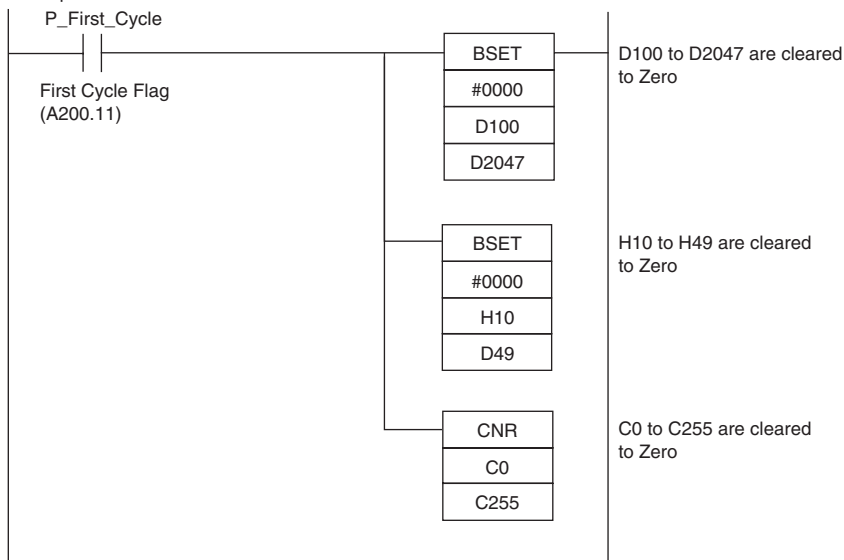 P_First_Cycle
First Cycle Flag
(A200.11)
BSET
#0000
D100
D2047
D100 to D2047 are cleared
to Zero
BSET
#0000
H10
D49
H10 to H49 are cleared
to Zero
CNR
C0
C255
C0 to C255 are cleared
to Zero